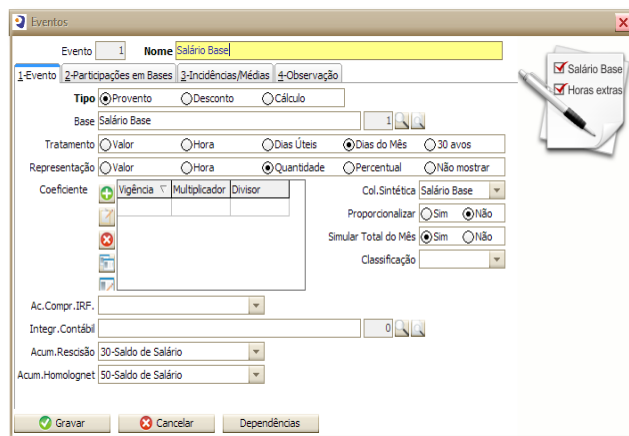 Eventos
Evento 1 Nome Salário Base
1-Evento 2-Participações em Bases 3-Incidências/Médias 4-Observação
Tipo Provento Desconto Cálculo
Base Salário Base 1
Tratamento Valor Hora Dias Úteis Dias do Mês 30 avos
Representação Valor Hora Quantidade Percentual Não mostrar
Coeficiente Vigência Multiplicador Divisor Col.Sintética Salário Base
Proporcionalizar Sim Não
Simular Total do Mês Sim Não
Classificação
Ac.Compr.IRF.
Integr.Contábil 0
Acum.Rescisão 30-Saldo de Salário
Acum.Homolognet 50-Saldo de Salário
Gravar Cancelar Dependências
Salário Base
Horas extras